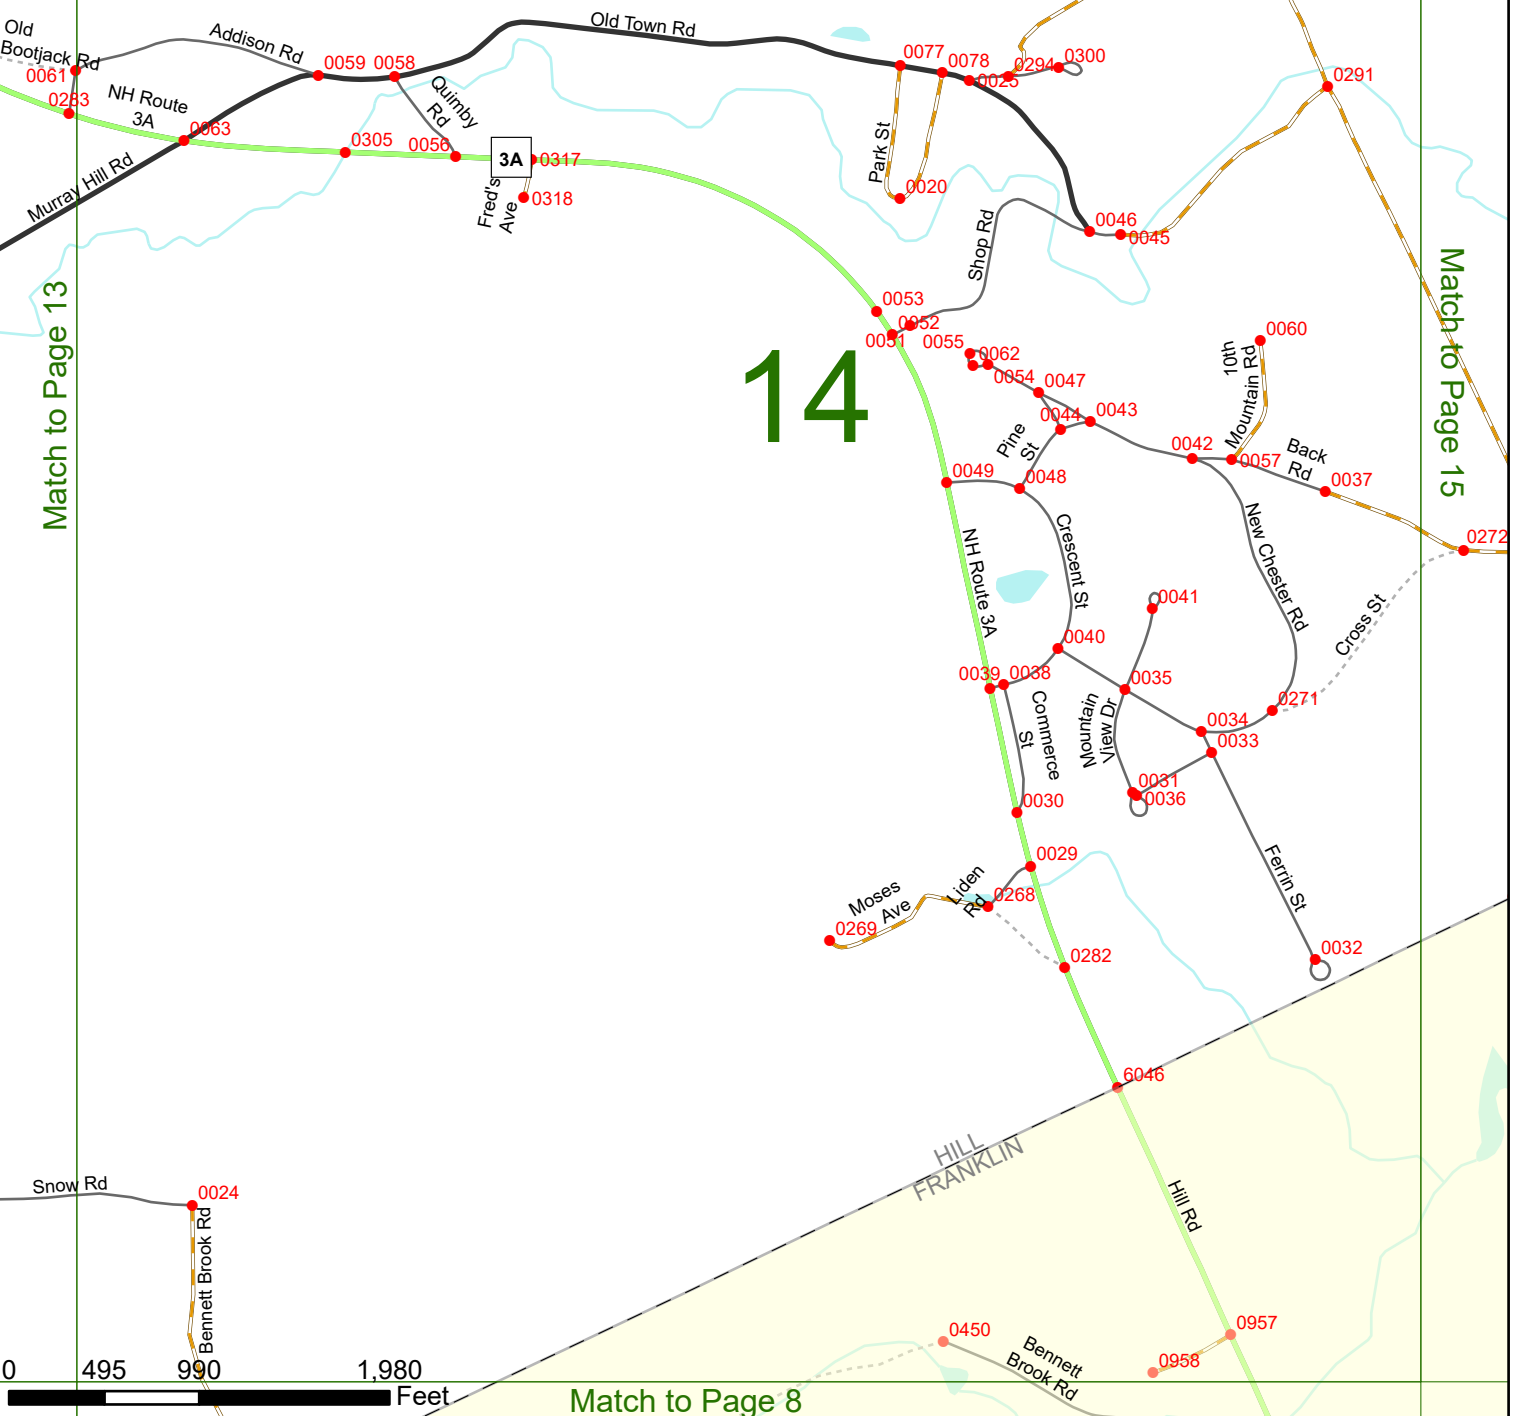 Old
Bootjack Rd
Addison Rd
Old Town Rd
0061
0283
NH Route
3A
0063
0059
0058
Quimby
Rd
0305
0056
3A
0317
0318
Fred's
Ave
Murray Hill Rd
0077
0078
0025
0294
0300
0291
Park St
0020
Shop Rd
0046
0045
0053
0052
0051
0055
0062
0054
0047
0044
0043
0060
10th
Mountain Rd
Match to Page 13
Match to Page 15
14
Pine
St
0042
0057
Back
Rd
0037
0049
0048
0272
NH Route 3A
Crescent St
New Chester Rd
0041
Cross St
0040
0039
0038
0035
Mountain
View Dr
Commerce
St
0271
0034
0033
0031
0036
0030
0029
Liden
Rd
0268
Moses
Ave
0269
0282
Ferrin St
0032
6046
HILL
FRANKLIN
Snow Rd
0024
Bennett Brook Rd
Hill Rd
0957
0450
0958
Bennett
Brook Rd
0
495
990
1,980
Feet
Match to Page 8